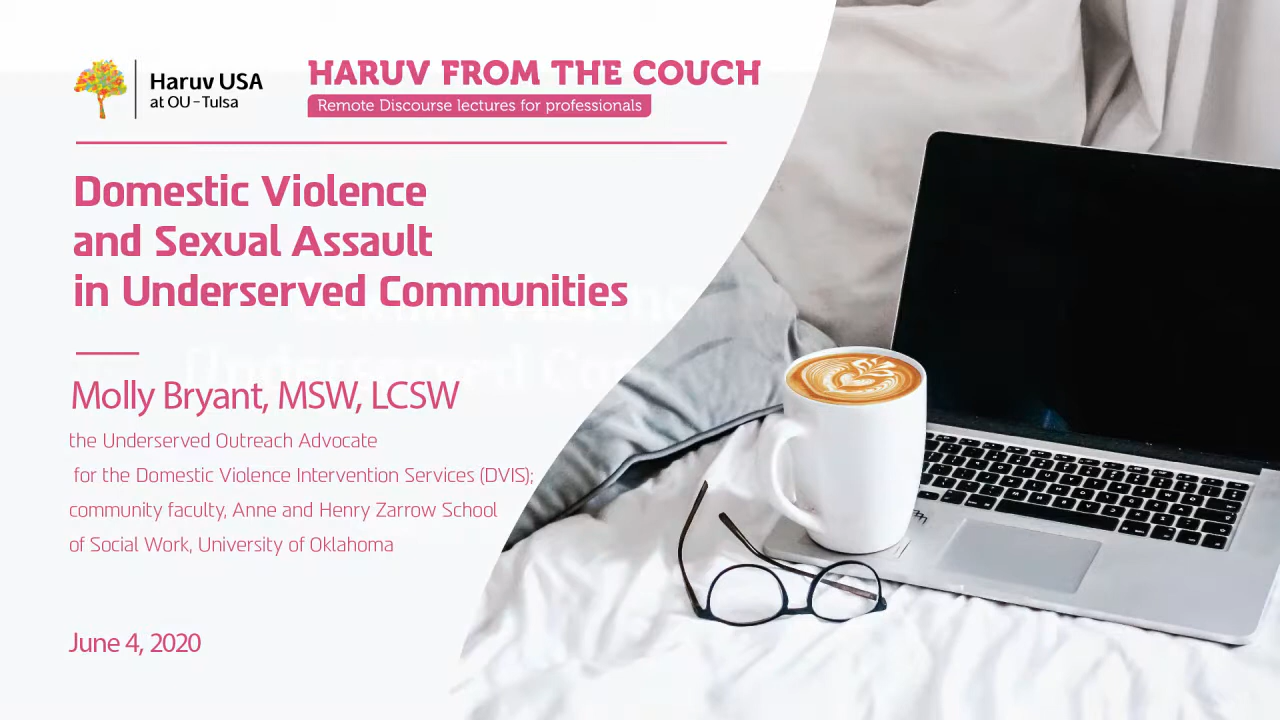 Haruv USA
at OU - Tulsa
HARUV FROM THE COUCH
Remote Discourse lectures for professionals
Domestic Violence
and Sexual Assault
in Underserved Communities
Molly Bryant, MSW, LCSW
the Underserved Outreach Advocate
for the Domestic Violence Intervention Services (DVIS);
community faculty, Anne and Henry Zarrow School
of Social Work, University of Oklahoma
June 4, 2020